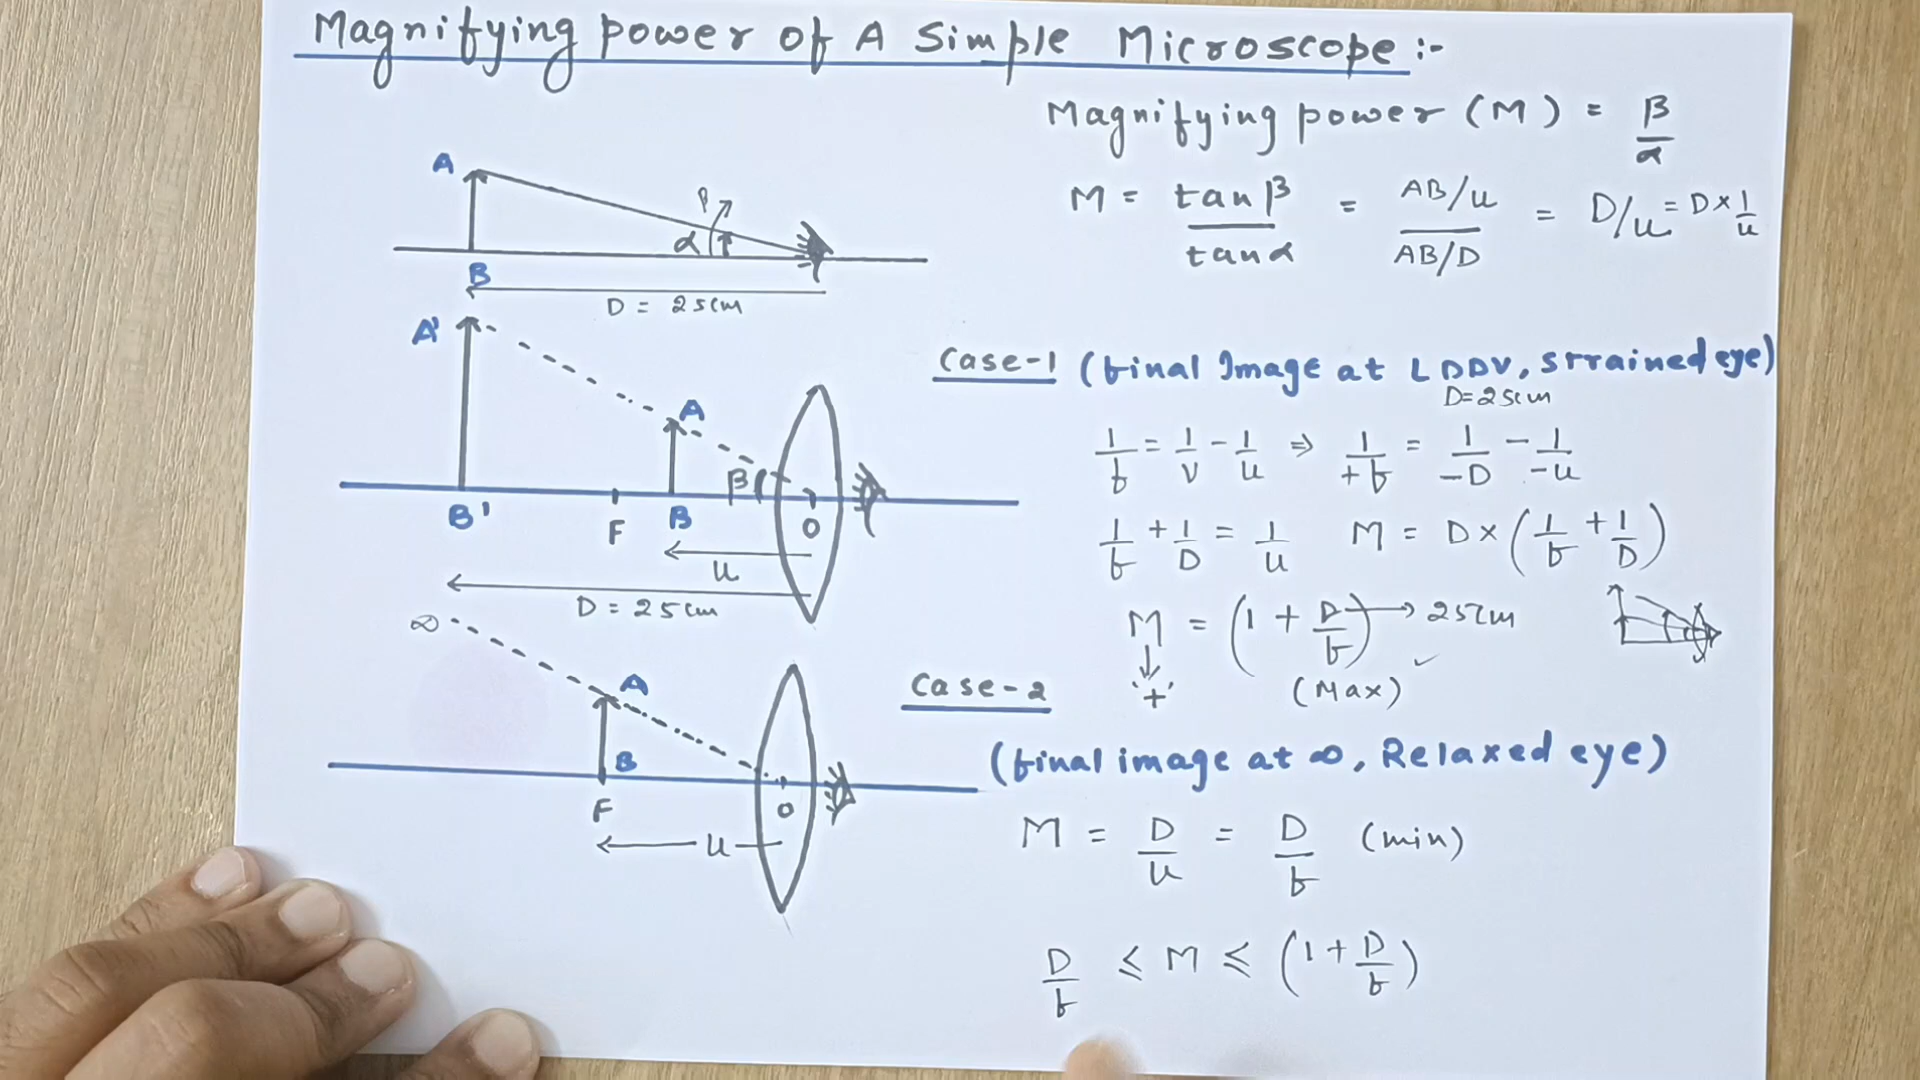 Magnifying power of A Simple Microscope :-
Magnifying power (M) = β/α
M = tanβ/tanα = (AB/u)/(AB/D) = D/u = D × 1/u
A
β
α
B
D = 25cm
A'
A
β
B'
F
B
O
u
D = 25cm
Case-1 (final Image at LDDV, strained eye)
D=25cm
1/f = 1/v - 1/u ⇒ 1/+f = 1/-D - 1/-u
1/f + 1/D = 1/u M = D × (1/f + 1/D)
M = (1 + D/f) → 25cm
↓
'+' (Max) ✓
∞
A
B
F
O
u
Case-2
(final image at ∞, Relaxed eye)
M = D/u = D/f (min)
D/f ≤ M ≤ (1 + D/f)